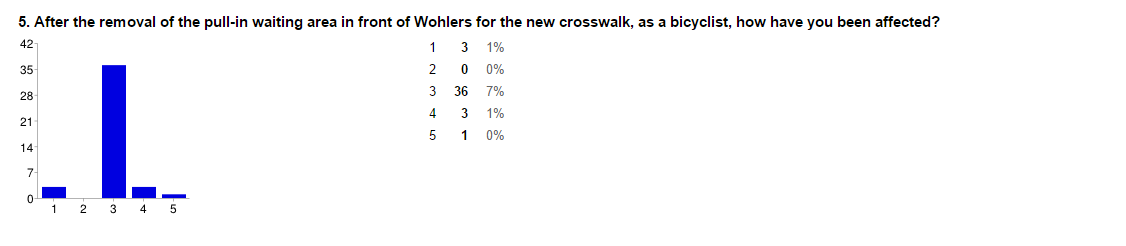 5. After the removal of the pull-in waiting area in front of Wohlers for the new crosswalk, as a bicyclist, how have you been affected?
42
35
28
21
14
7
0
1 2 3 4 5
1 3 1%
2 0 0%
3 36 7%
4 3 1%
5 1 0%